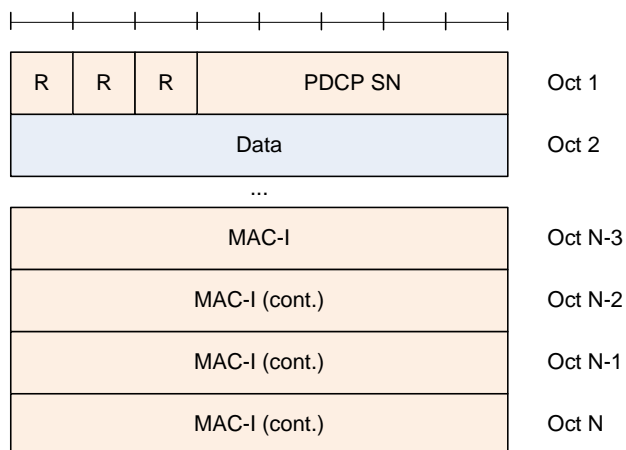 R R R PDCP SN Oct 1
Data Oct 2
...
MAC-I Oct N-3
MAC-I (cont.) Oct N-2
MAC-I (cont.) Oct N-1
MAC-I (cont.) Oct N